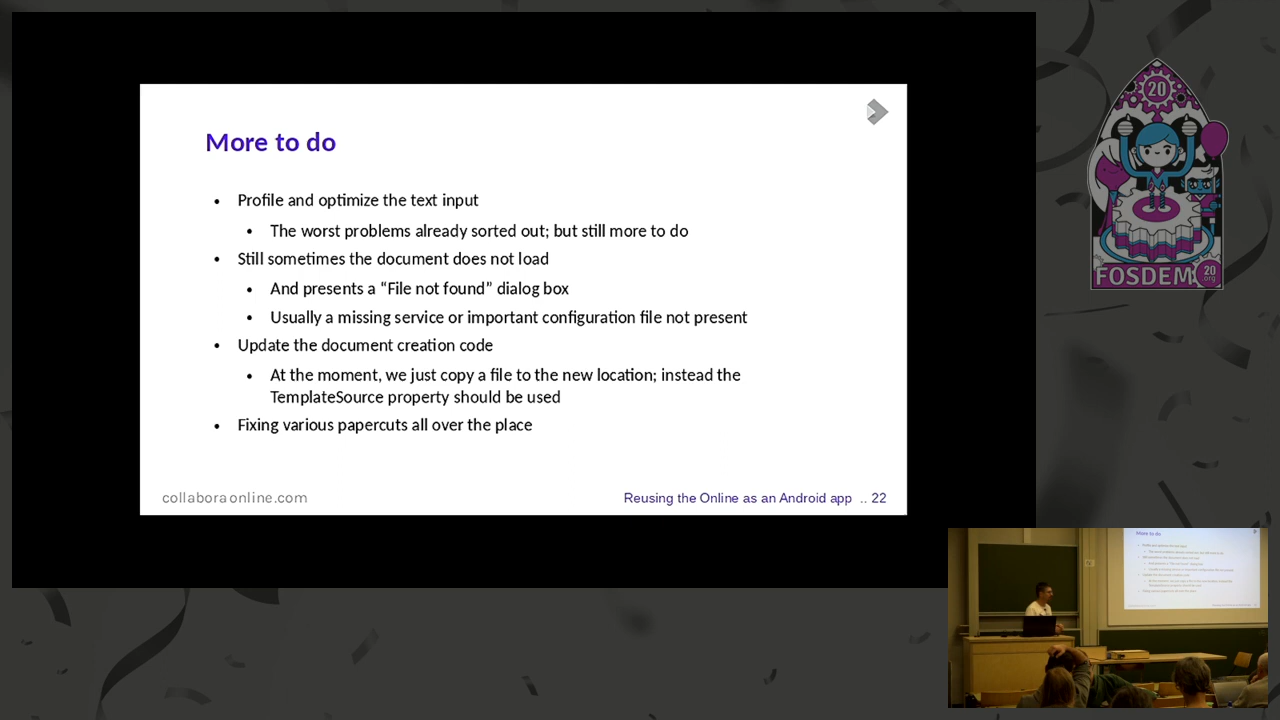 More to do
• Profile and optimize the text input
• The worst problems already sorted out; but still more to do
• Still sometimes the document does not load
• And presents a “File not found” dialog box
• Usually a missing service or important configuration file not present
• Update the document creation code
• At the moment, we just copy a file to the new location; instead the
TemplateSource property should be used
• Fixing various papercuts all over the place
collaboraonline.com
Reusing the Online as an Android app .. 22
20
FOSDEM
20
.org
More to do